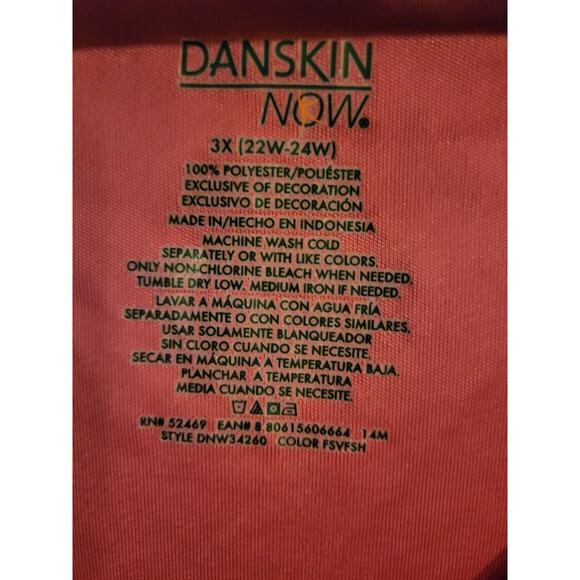 DANSKIN
NOW®
3X (22W-24W)
100% POLYESTER/POLIÉSTER
EXCLUSIVE OF DECORATION
EXCLUSIVO DE DECORACIÓN
MADE IN/HECHO EN INDONESIA
MACHINE WASH COLD
SEPARATELY OR WITH LIKE COLORS.
ONLY NON-CHLORINE BLEACH WHEN NEEDED.
TUMBLE DRY LOW. MEDIUM IRON IF NEEDED.
LAVAR A MÁQUINA CON AGUA FRÍA
SEPARADAMENTE O CON COLORES SIMILARES.
USAR SOLAMENTE BLANQUEADOR
SIN CLORO CUANDO SE NECESITE.
SECAR EN MÁQUINA A TEMPERATURA BAJA.
PLANCHAR A TEMPERATURA
MEDIA CUANDO SE NECESITE.
RN# 52469 EAN# 8 80615606664 14M
STYLE DNW34260 COLOR FSVFSH